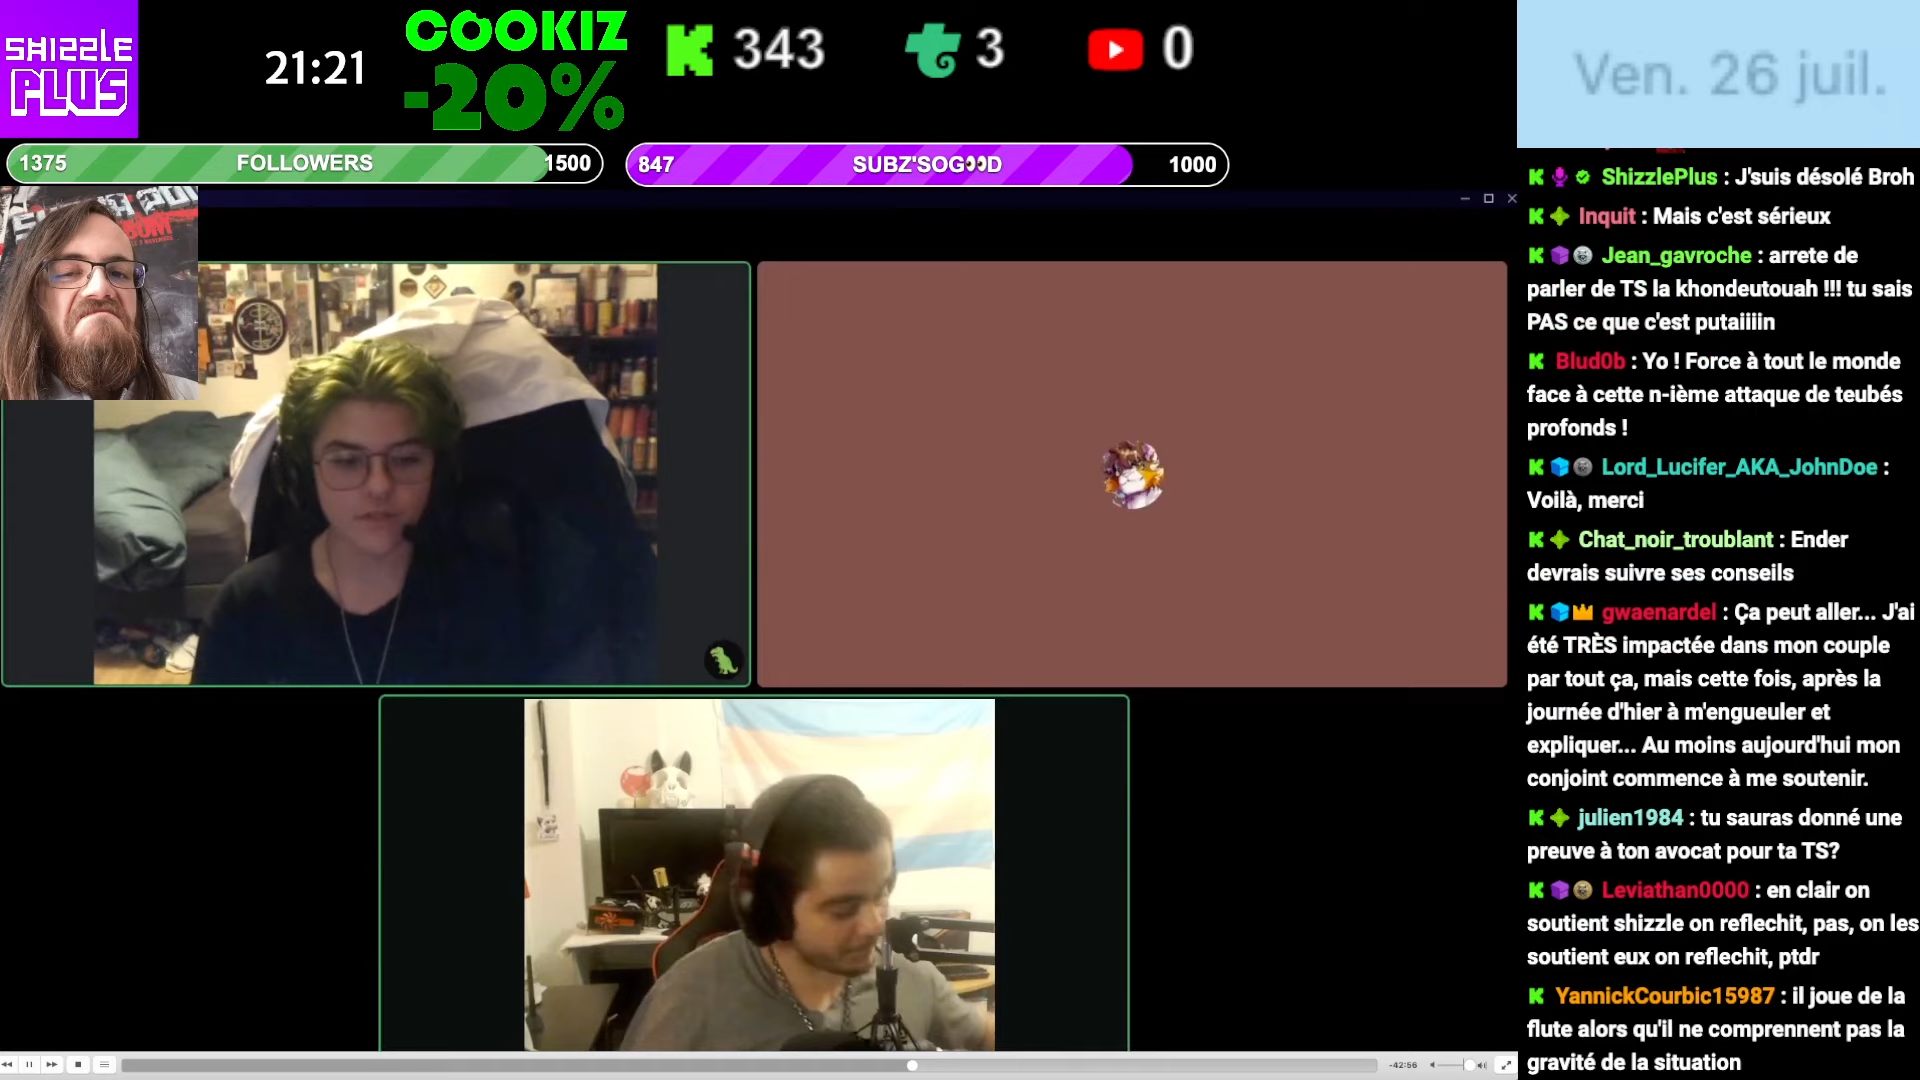 SHIZZLE
PLUS
21:21
COOKIZ
-20%
343
3
0
Ven. 26 juil.
1375 FOLLOWERS 1500
847 SUBZ'SOG👀D 1000
ShizzlePlus : J'suis désolé Broh
Inquit : Mais c'est sérieux
Jean_gavroche : arrete de
parler de TS la khondeutouah !!! tu sais
PAS ce que c'est putaiiiin
Blud0b : Yo ! Force à tout le monde
face à cette n-ième attaque de teubés
profonds !
Lord_Lucifer_AKA_JohnDoe :
Voilà, merci
Chat_noir_troublant : Ender
devrais suivre ses conseils
gwaenardel : Ça peut aller... J'ai
été TRÈS impactée dans mon couple
par tout ça, mais cette fois, après la
journée d'hier à m'engueuler et
expliquer... Au moins aujourd'hui mon
conjoint commence à me soutenir.
julien1984 : tu sauras donné une
preuve à ton avocat pour ta TS?
Leviathan0000 : en clair on
soutient shizzle on reflechit, pas, on les
soutient eux on reflechit, ptdr
YannickCourbic15987 : il joue de la
flute alors qu'il ne comprennent pas la
gravité de la situation
-42:56